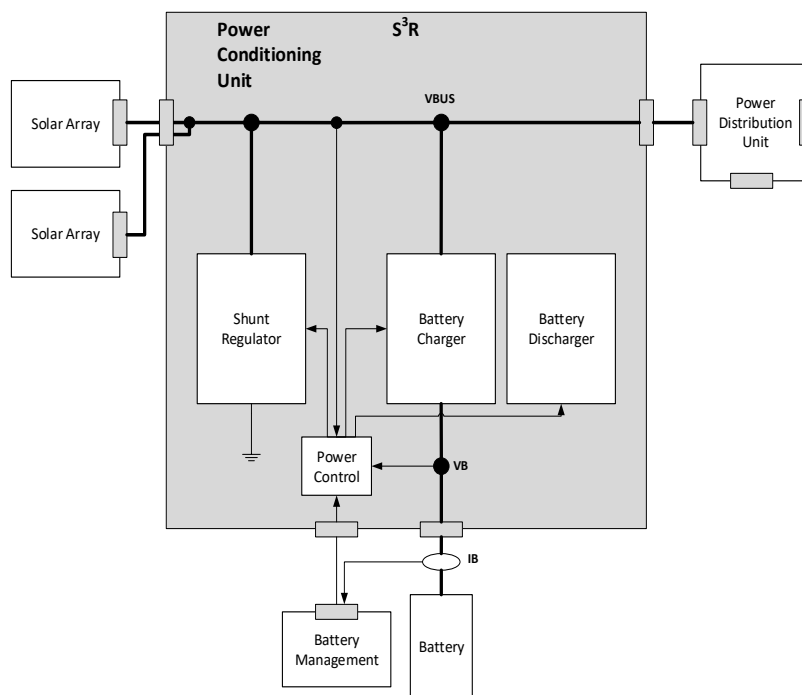 Power
Conditioning
Unit
S³R
Solar Array
VBUS
Power
Distribution
Unit
Solar Array
Shunt
Regulator
Battery
Charger
Battery
Discharger
Power
Control
VB
IB
Battery
Management
Battery